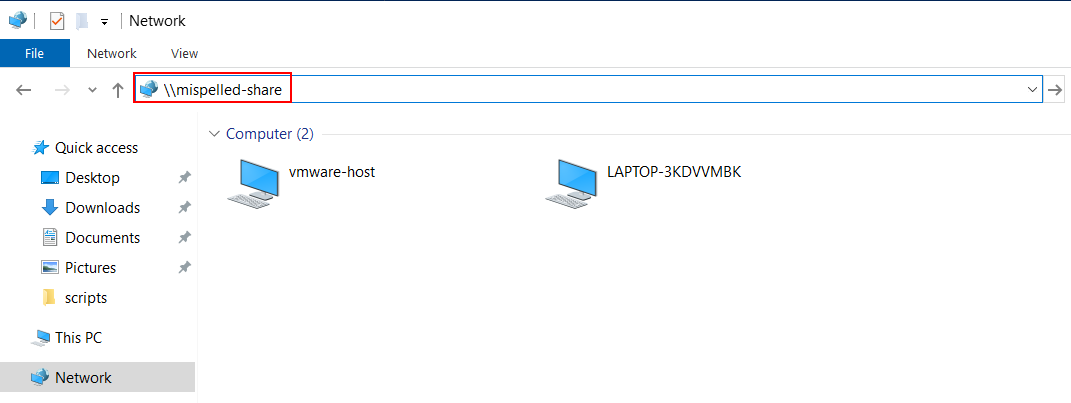 Network
File Network View
\\mispelled-share
Computer (2)
Quick access
vmware-host LAPTOP-3KDVVMBK
Desktop
Downloads
Documents
Pictures
scripts
This PC
Network